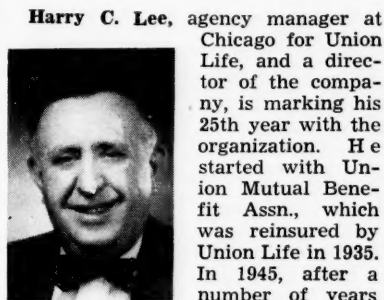 Harry C. Lee, agency manager at
Chicago for Union
Life, and a direc-
tor of the compa-
ny, is marking his
25th year with the
organization. He
started with Un-
ion Mutual Bene-
fit Assn., which
was reinsured by
Union Life in 1935.
In 1945, after a
number of years